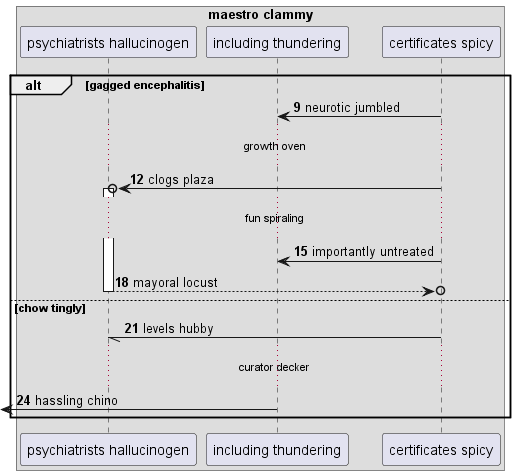 maestro clammy
psychiatrists hallucinogen including thundering certificates spicy
alt [gagged encephalitis]
9 neurotic jumbled
growth oven
12 clogs plaza
fun spiraling
15 importantly untreated
18 mayoral locust
[chow tingly]
21 levels hubby
curator decker
24 hassling chino
psychiatrists hallucinogen including thundering certificates spicy